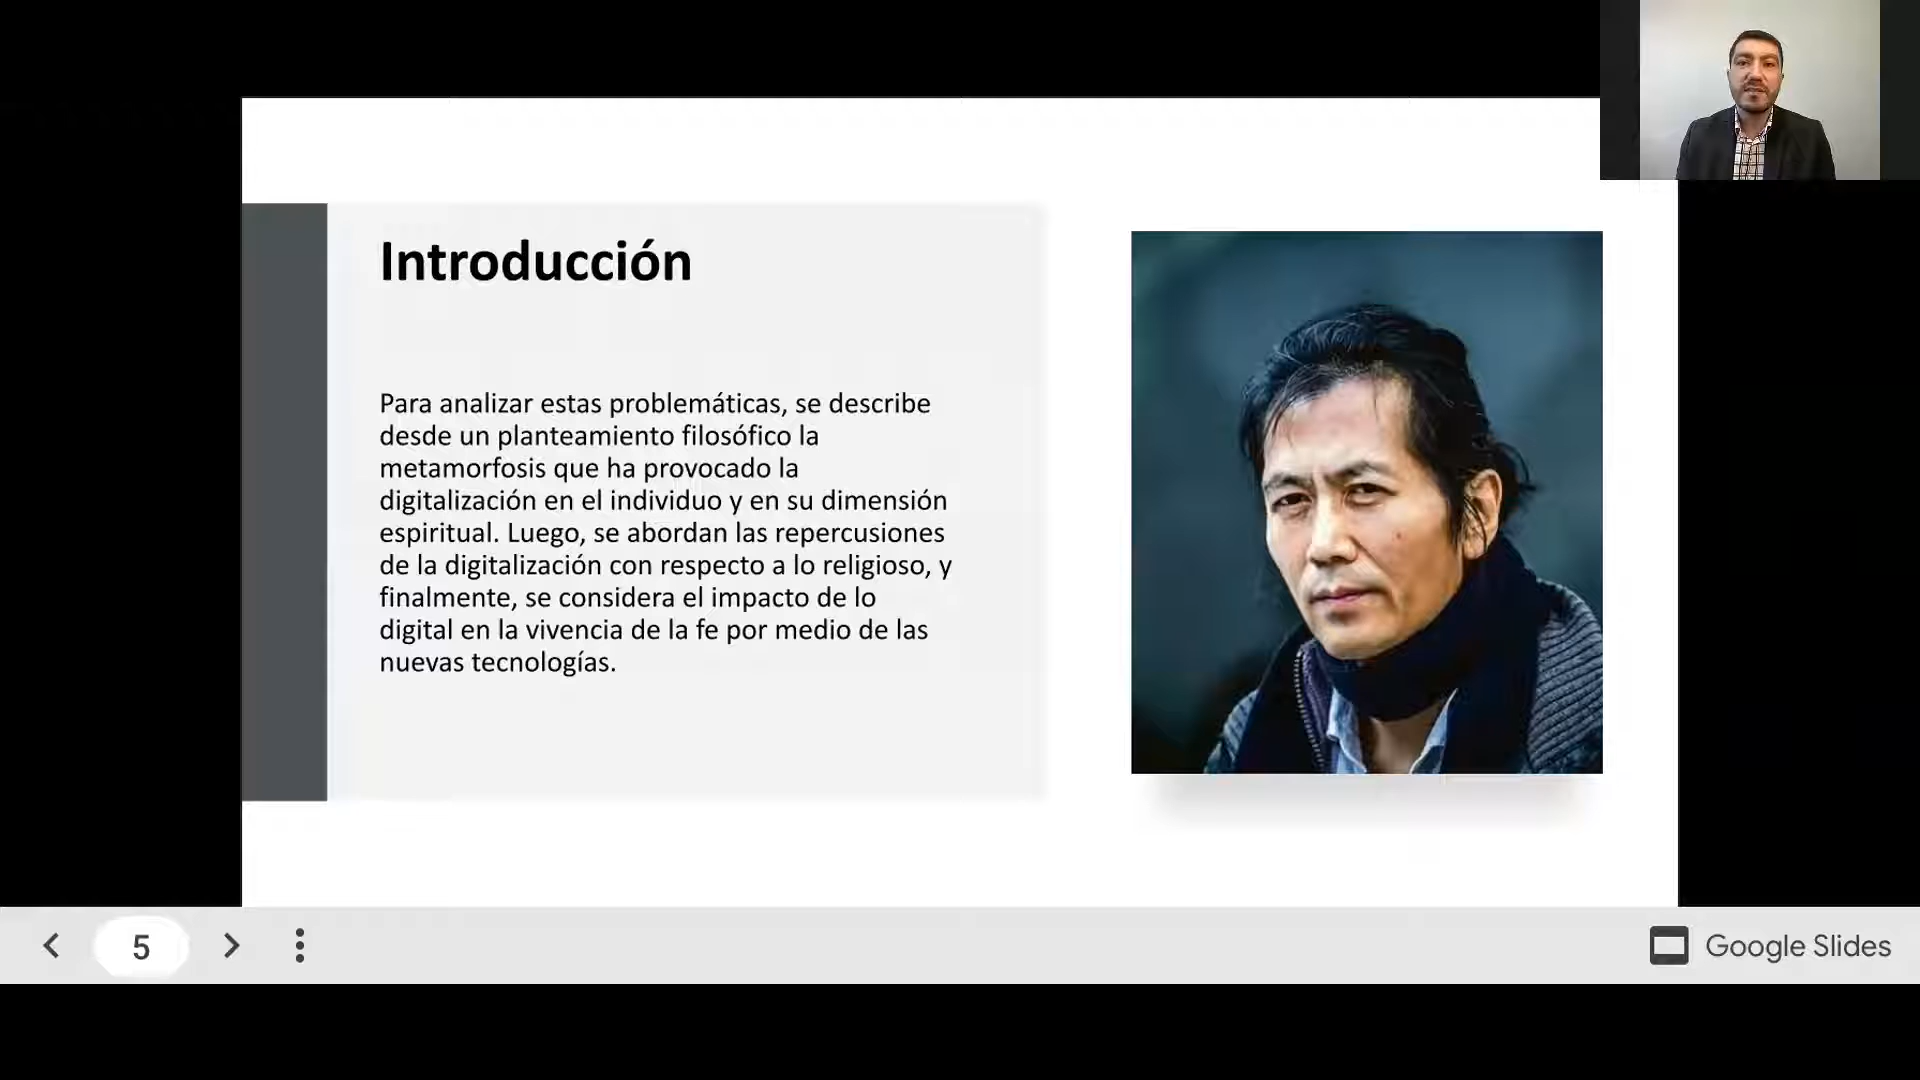 Introducción
Para analizar estas problemáticas, se describe
desde un planteamiento filosófico la
metamorfosis que ha provocado la
digitalización en el individuo y en su dimensión
espiritual. Luego, se abordan las repercusiones
de la digitalización con respecto a lo religioso, y
finalmente, se considera el impacto de lo
digital en la vivencia de la fe por medio de las
nuevas tecnologías.
5
Google Slides